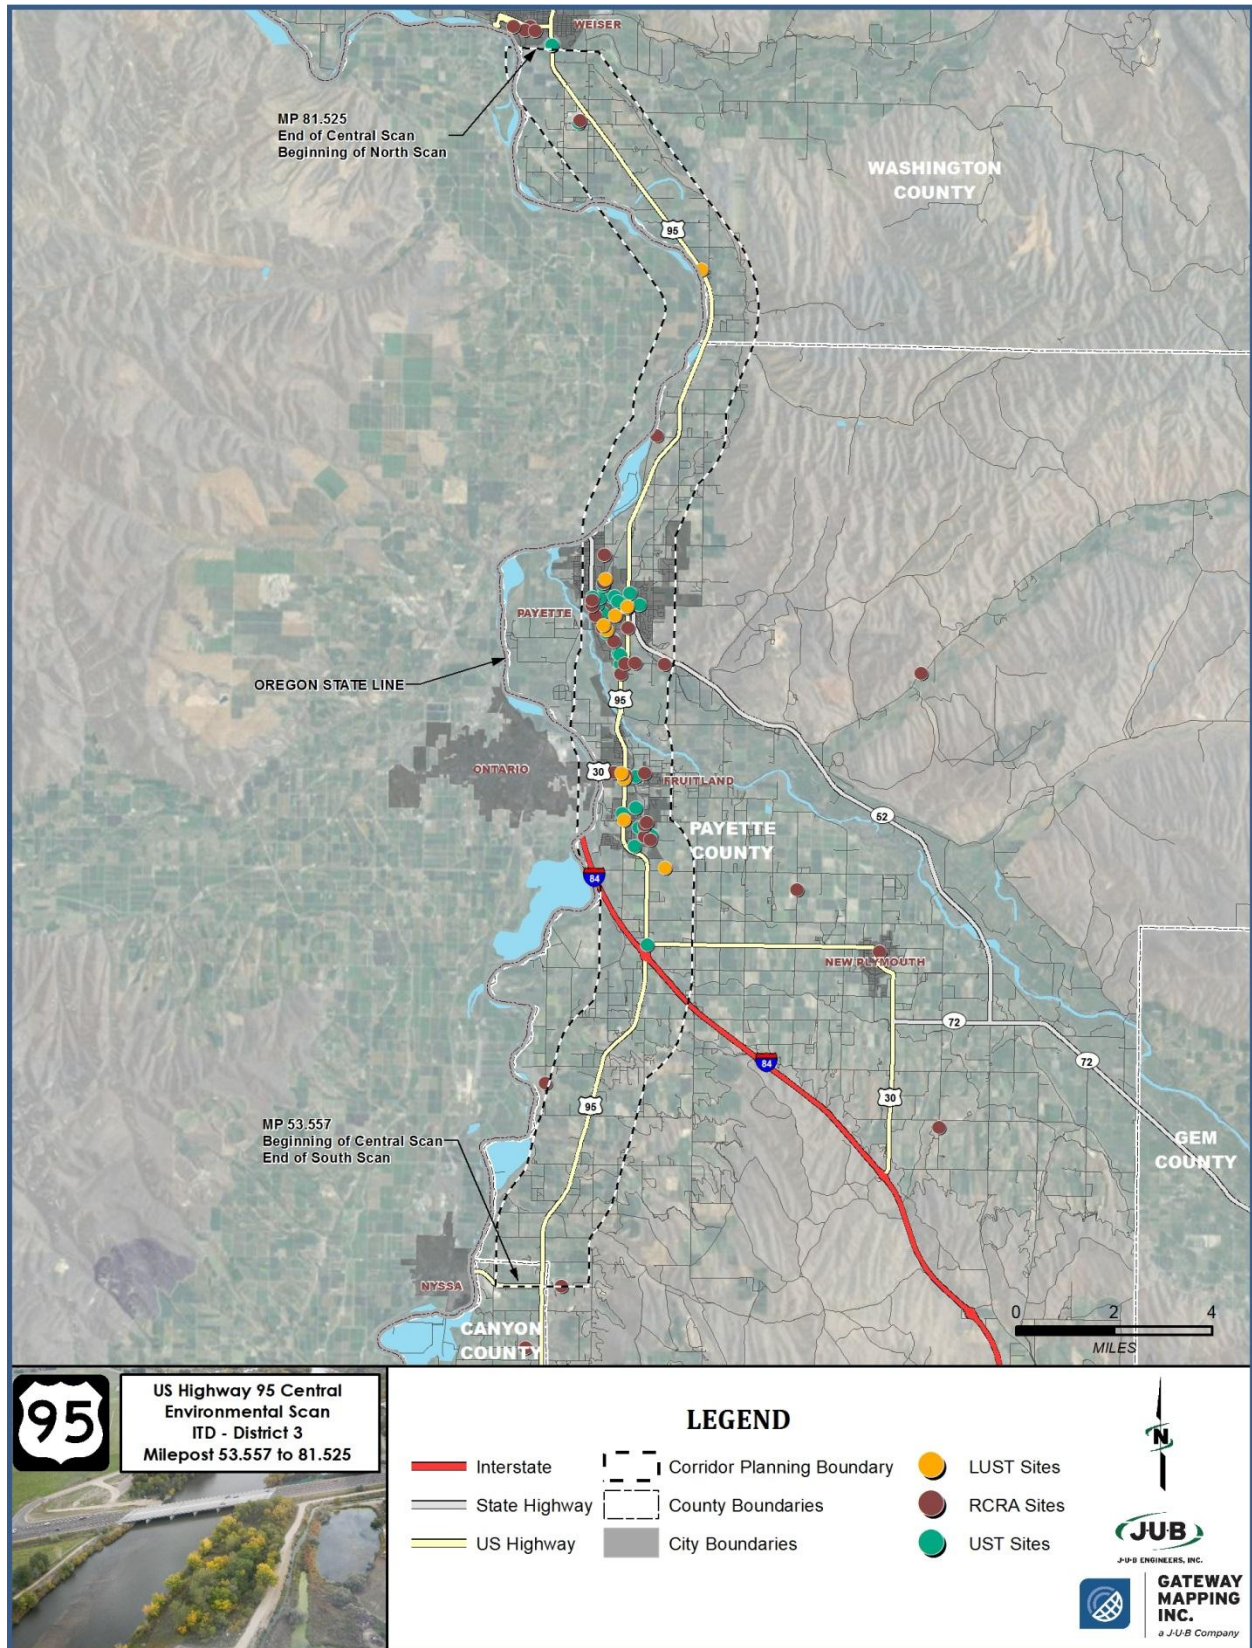 WEISER
MP 81.525
End of Central Scan
Beginning of North Scan
WASHINGTON
COUNTY
95
PAYETTE
OREGON STATE LINE
95
ONTARIO
30
FRUITLAND
52
PAYETTE
COUNTY
84
NEW PLYMOUTH
72
84
72
95
30
MP 53.557
Beginning of Central Scan
End of South Scan
GEM
COUNTY
NYSSA
CANYON
COUNTY
0 2 4
MILES
95
US Highway 95 Central
Environmental Scan
ITD - District 3
Milepost 53.557 to 81.525
LEGEND
Interstate
State Highway
US Highway
Corridor Planning Boundary
County Boundaries
City Boundaries
LUST Sites
RCRA Sites
UST Sites
N
J·U·B
J·U·B ENGINEERS, INC.
GATEWAY
MAPPING
INC.
a J·U·B Company